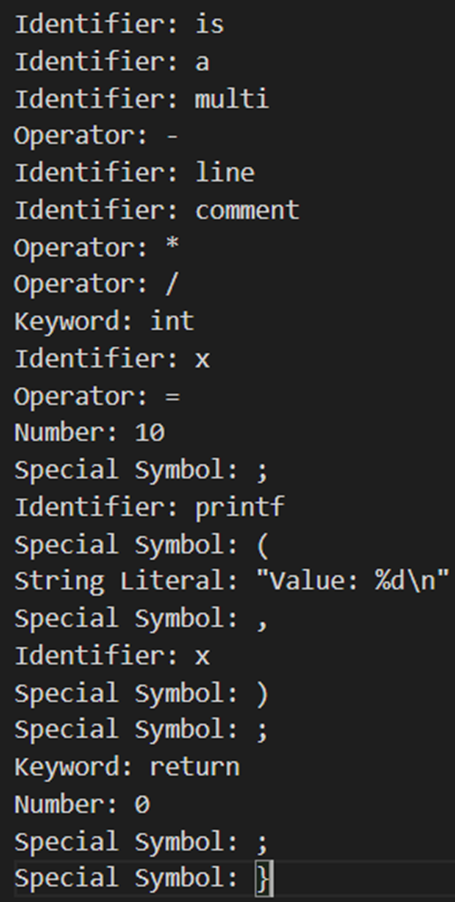 Identifier: is
Identifier: a
Identifier: multi
Operator: -
Identifier: line
Identifier: comment
Operator: *
Operator: /
Keyword: int
Identifier: x
Operator: =
Number: 10
Special Symbol: ;
Identifier: printf
Special Symbol: (
String Literal: "Value: %d\n"
Special Symbol: ,
Identifier: x
Special Symbol: )
Special Symbol: ;
Keyword: return
Number: 0
Special Symbol: ;
Special Symbol: }